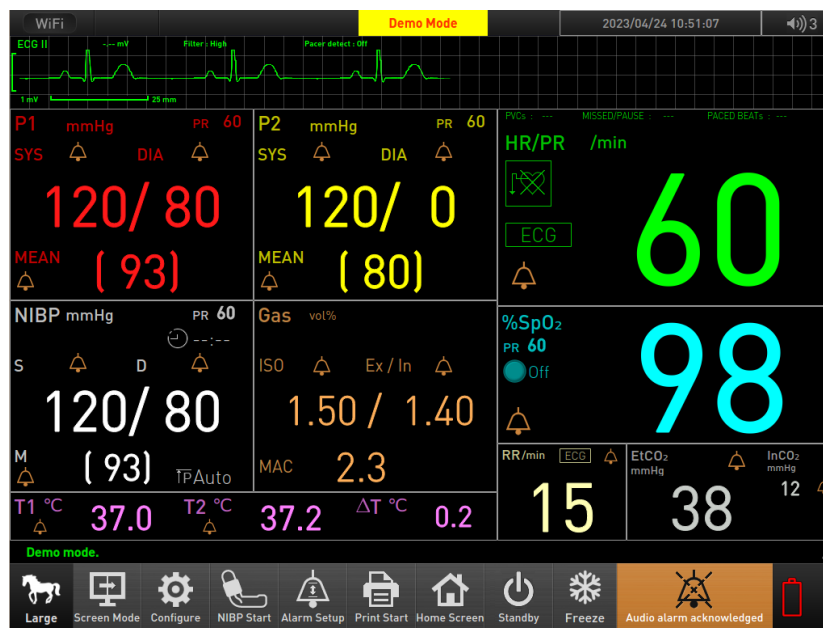 WiFi Demo Mode 2023/04/24 10:51:07 3
ECG II -.-- mV Filter : High Pacer detect : Off
1 mV 25 mm
PVCs : --- MISSED/PAUSE : --- PACED BEATs : ---
P1 mmHg PR 60
SYS DIA
120/ 80
MEAN (93)
P2 mmHg PR 60
SYS DIA
120/ 0
MEAN (80)
HR/PR /min
ECG
60
NIBP mmHg PR 60
--:--
S D
120/ 80
M (93) TPAuto
Gas vol%
ISO Ex / In
1.50 / 1.40
MAC 2.3
%SpO₂
PR 60
Off
98
RR/min ECG
15
EtCO₂
mmHg
38
InCO₂
mmHg
12
T1 °C 37.0 T2 °C 37.2 ΔT °C 0.2
Demo mode.
Large Screen Mode Configure NIBP Start Alarm Setup Print Start Home Screen Standby Freeze Audio alarm acknowledged